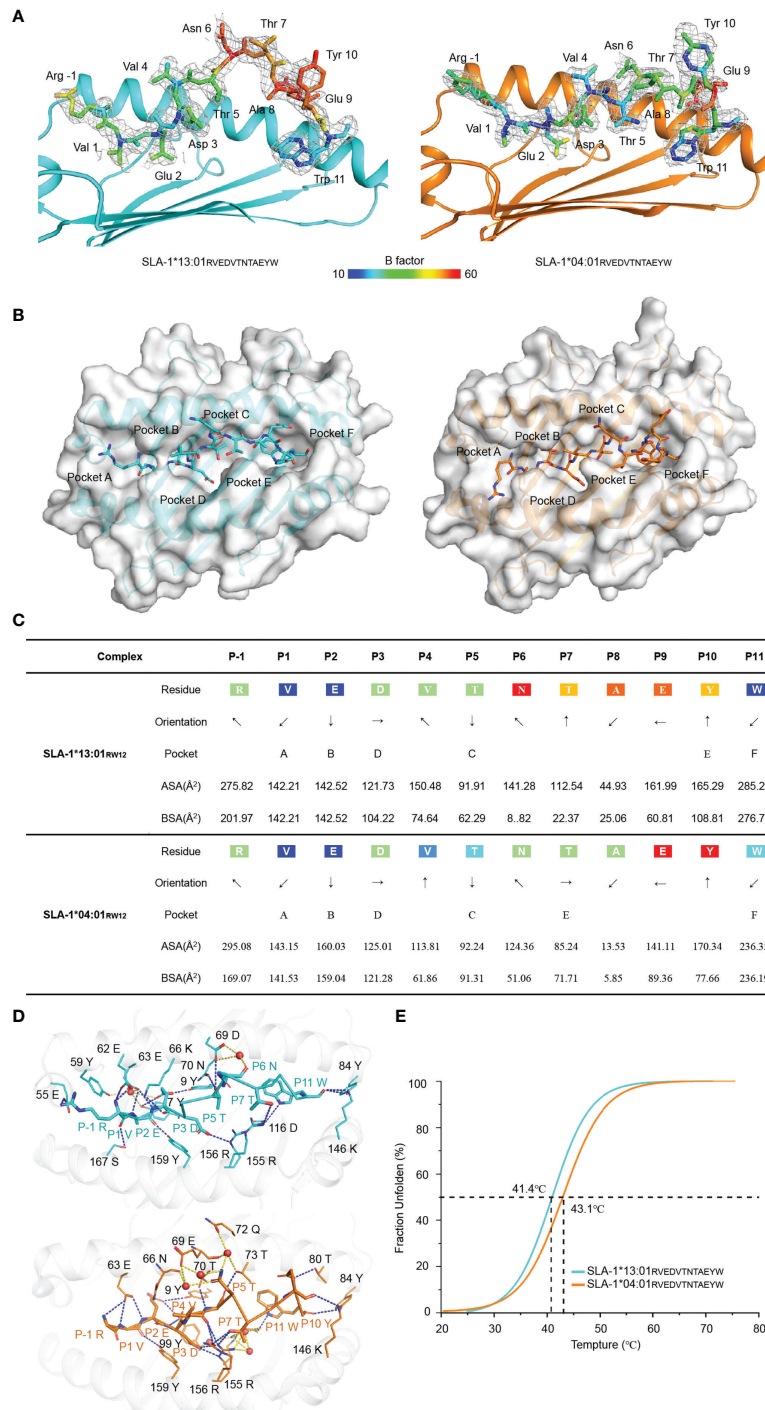 A
Asn 6
Thr 7
Tyr 10
Arg -1
Val 4
Glu 9
Thr 5
Ala 8
Val 1
Asp 3
Glu 2
Trp 11
Tyr 10
Arg -1
Val 4
Asn 6
Thr 7
Glu 9
Val 1
Ala 8
Asp 3
Thr 5
Glu 2
Trp 11
SLA-1*13:01RVEDVTNTAEYW
B factor
10 60
SLA-1*04:01RVEDVTNTAEYW
B
Pocket C
Pocket B
Pocket F
Pocket A
Pocket E
Pocket D
Pocket C
Pocket B
Pocket A
Pocket E
Pocket F
Pocket D
C
Complex P-1 P1 P2 P3 P4 P5 P6 P7 P8 P9 P10 P11
Residue R V E D V T N T A E Y W
Orientation ↖ ↙ ↓ → ↖ ↓ ↖ ↑ ↙ ← ↑ ↙
SLA-1*13:01RW12 Pocket A B D C E F
ASA(Å²) 275.82 142.21 142.52 121.73 150.48 91.91 141.28 112.54 44.93 161.99 165.29 285.2
BSA(Å²) 201.97 142.21 142.52 104.22 74.64 62.29 8..82 22.37 25.06 60.81 108.81 276.7
Residue R V E D V T N T A E Y W
Orientation ↖ ↙ ↓ → ↑ ↓ ↖ → ↙ ← ↑ ↙
SLA-1*04:01RW12 Pocket A B D C E F
ASA(Å²) 295.08 143.15 160.03 125.01 113.81 92.24 124.36 85.24 13.53 141.11 170.34 236.3
BSA(Å²) 169.07 141.53 159.04 121.28 61.86 91.31 51.06 71.71 5.85 89.36 77.66 236.19
D
69 D
62 E
66 K
63 E
70 N
59 Y
P6 N
9 Y
P11 W
84 Y
55 E
7 Y
P5 T
P7 T
P-1 R
P1 V
P2 E
P3 D
116 D
146 K
167 S
156 R
159 Y
155 R
72 Q
69 E
66 N
70 T
73 T
80 T
63 E
9 Y
84 Y
P5 T
P4 V
P7 T
P2 E
P11 W
P10 Y
P-1 R
99 Y
P1 V
P3 D
146 K
155 R
159 Y
156 R
E
Fraction Unfolden (%)
100
80
60
40
20
0
41.4℃
43.1℃
SLA-1*13:01RVEDVTNTAEYW
SLA-1*04:01RVEDVTNTAEYW
20 30 40 50 60 70 80
Tempture (℃)